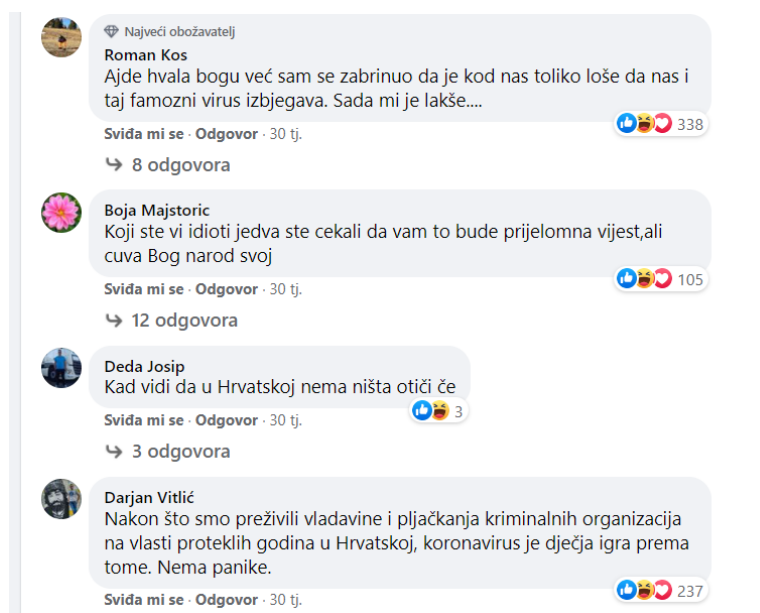 Najveći obožavatelj
Roman Kos
Ajde hvala bogu već sam se zabrinuo da je kod nas toliko loše da nas i
taj famozni virus izbjegava. Sada mi je lakše....
338
Sviđa mi se · Odgovor · 30 tj.
8 odgovora
Boja Majstoric
Koji ste vi idioti jedva ste cekali da vam to bude prijelomna vijest,ali
cuva Bog narod svoj
105
Sviđa mi se · Odgovor · 30 tj.
12 odgovora
Deda Josip
Kad vidi da u Hrvatskoj nema ništa otiči če
3
Sviđa mi se · Odgovor · 30 tj.
3 odgovora
Darjan Vitlić
Nakon što smo preživili vladavine i pljačkanja kriminalnih organizacija
na vlasti proteklih godina u Hrvatskoj, koronavirus je dječja igra prema
tome. Nema panike.
237
Sviđa mi se · Odgovor · 30 tj.